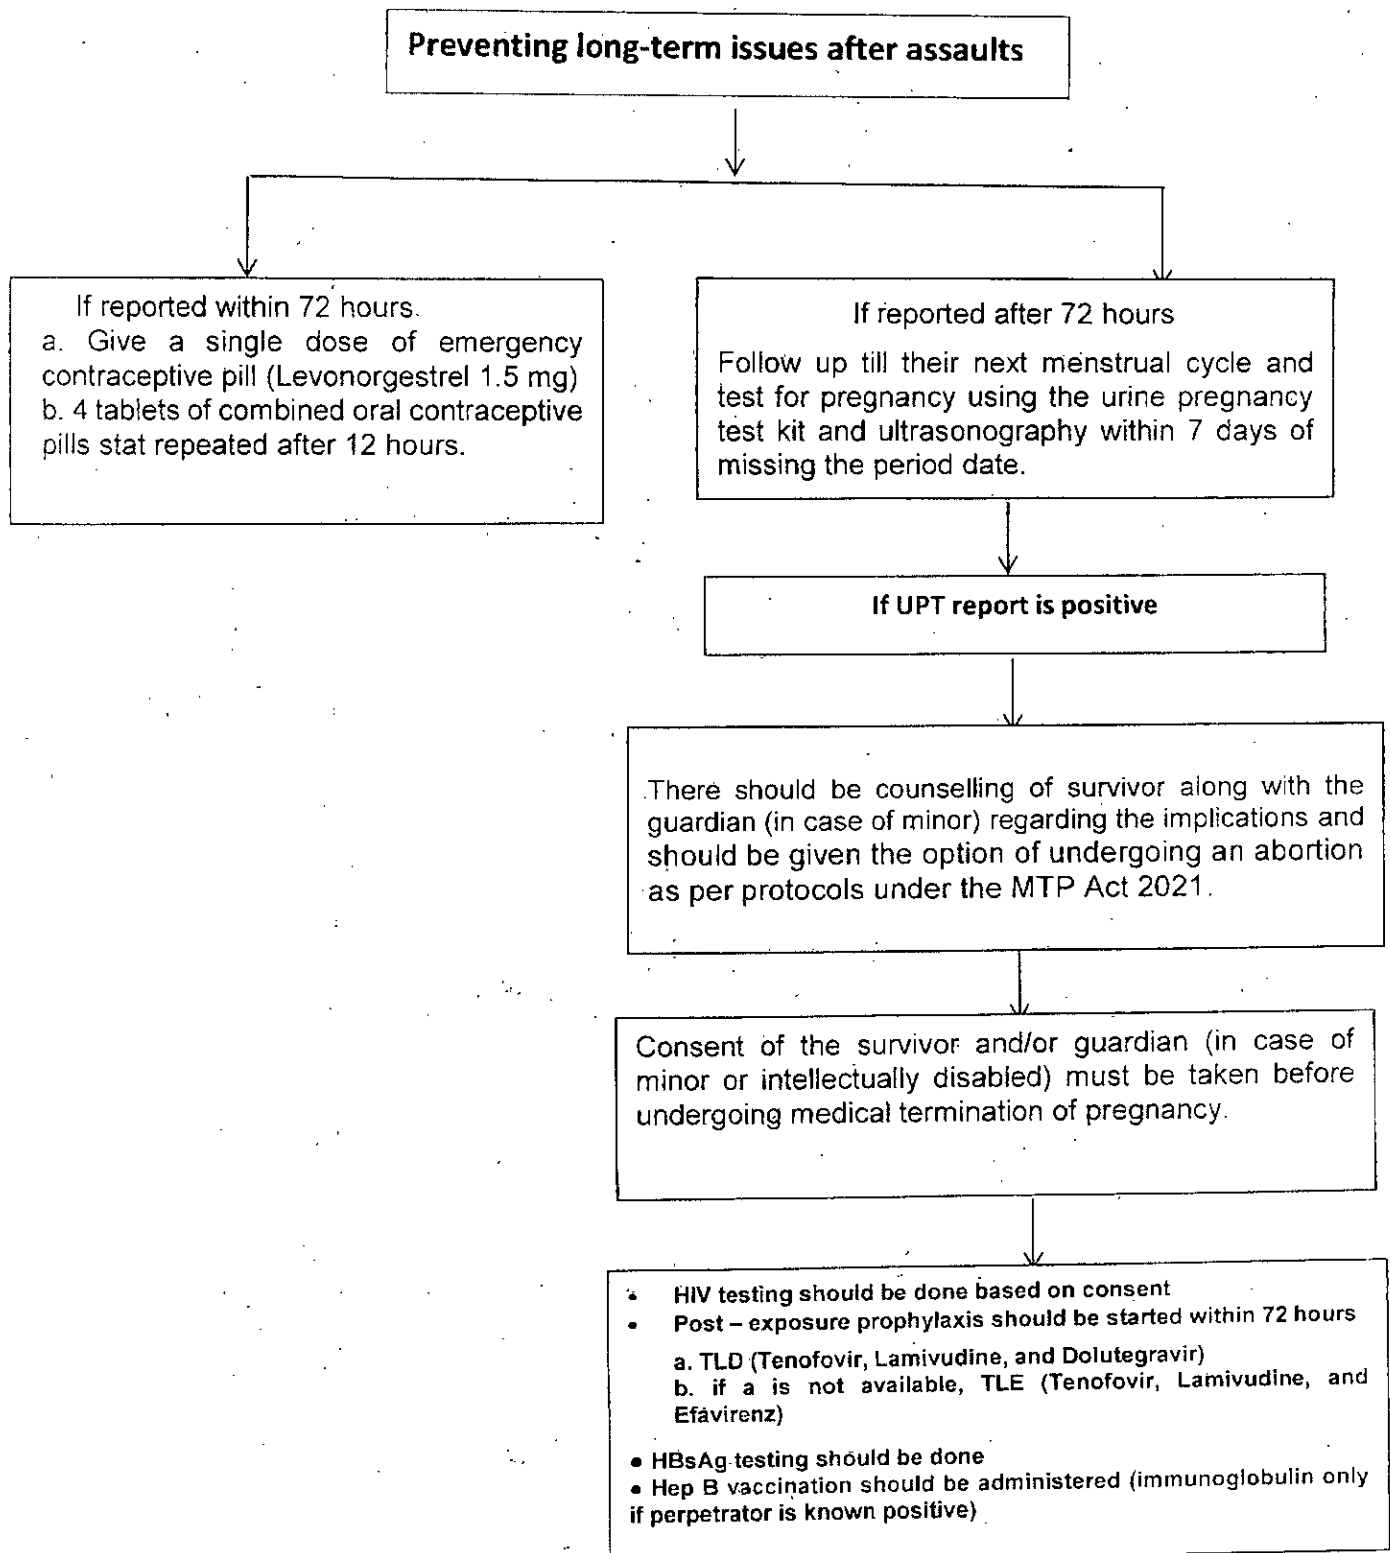 Preventing long-term issues after assaults
If reported within 72 hours.
a. Give a single dose of emergency
contraceptive pill (Levonorgestrel 1.5 mg)
b. 4 tablets of combined oral contraceptive
pills stat repeated after 12 hours.
If reported after 72 hours
Follow up till their next menstrual cycle and
test for pregnancy using the urine pregnancy
test kit and ultrasonography within 7 days of
missing the period date.
If UPT report is positive
There should be counselling of survivor along with the
guardian (in case of minor) regarding the implications and
should be given the option of undergoing an abortion
as per protocols under the MTP Act 2021.
Consent of the survivor and/or guardian (in case of
minor or intellectually disabled) must be taken before
undergoing medical termination of pregnancy.
• HIV testing should be done based on consent
• Post – exposure prophylaxis should be started within 72 hours
a. TLD (Tenofovir, Lamivudine, and Dolutegravir)
b. if a is not available, TLE (Tenofovir, Lamivudine, and
Efavirenz)
• HBsAg testing should be done
• Hep B vaccination should be administered (immunoglobulin only
if perpetrator is known positive)